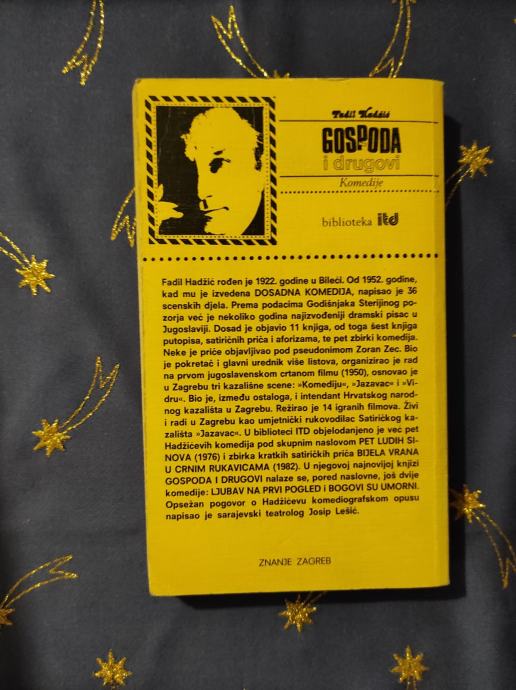 Fadil Hadžić
GOSPODA
i drugovi
Komedije
biblioteka itd
Fadil Hadžić rođen je 1922. godine u Bileći. Od 1952. godine,
kad mu je izvedena DOSADNA KOMEDIJA, napisao je 36
scenskih djela. Prema podacima Godišnjaka Sterijinog po-
zorja već je nekoliko godina najizvođeniji dramski pisac u
Jugoslaviji. Dosad je objavio 11 knjiga, od toga šest knjiga
putopisa, satiričnih priča i aforizama, te pet zbirki komedija.
Neke je priče objavljivao pod pseudonimom Zoran Zec. Bio
je pokretač i glavni urednik više listova, organizirao je rad
na prvom jugoslavenskom crtanom filmu (1950), osnovao je
u Zagrebu tri kazališne scene: »Komediju«, »Jazavac« i »Vi-
dru«. Bio je, između ostaloga, i intendant Hrvatskog narod-
nog kazališta u Zagrebu. Režirao je 14 igranih filmova. Živi
i radi u Zagrebu kao umjetnički rukovodilac Satiričkog ka-
zališta »Jazavac«. U biblioteci ITD objelodanjeno je već pet
Hadžićevih komedija pod skupnim naslovom PET LUDIH SI-
NOVA (1976) i zbirka kratkih satiričkih priča BIJELA VRANA
U CRNIM RUKAVICAMA (1982). U njegovoj najnovijoj knjizi
GOSPODA I DRUGOVI nalaze se, pored naslovne, još dvije
komedije: LJUBAV NA PRVI POGLED i BOGOVI SU UMORNI.
Opsežan pogovor o Hadžićevu komediografskom opusu
napisao je sarajevski teatrolog Josip Lešić.
ZNANJE ZAGREB